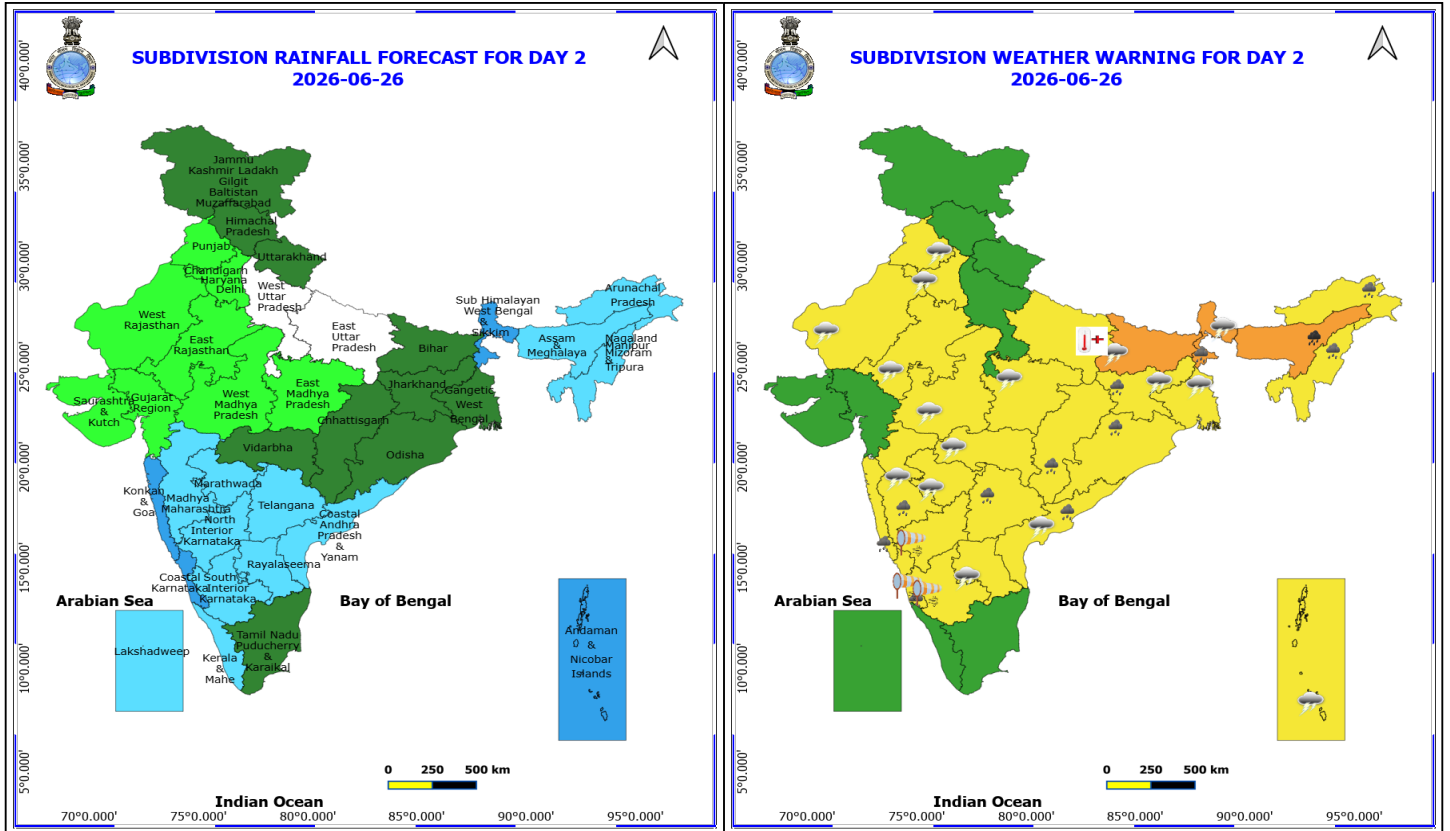 SUBDIVISION RAINFALL FORECAST FOR DAY 2
2026-06-26
40°0.000'
35°0.000'
30°0.000'
25°0.000'
20°0.000'
15°0.000'
10°0.000'
5°0.000'
Jammu
Kashmir Ladakh
Gilgit
Baltistan
Muzaffarabad
Himachal
Pradesh
Punjab
Uttarakhand
Chandigarh
Haryana
Delhi
West
Uttar
Pradesh
West
Rajasthan
East
Rajasthan
East
Uttar
Pradesh
Sub Himalayan
West Bengal
&
Sikkim
Arunachal
Pradesh
Assam
&
Meghalaya
Nagaland
Manipur
Mizoram
&
Tripura
Bihar
Jharkhand
Gangetic
West
Bengal
Saurashtra
&
Kutch
Gujarat
Region
West
Madhya
Pradesh
East
Madhya
Pradesh
Chhattisgarh
Vidarbha
Odisha
Konkan
&
Goa
Marathwada
Madhya
Maharashtra
Telangana
North
Interior
Karnataka
Coastal
Andhra
Pradesh
&
Yanam
Rayalaseema
Coastal
Karnataka
South
Interior
Karnataka
Arabian Sea
Bay of Bengal
Lakshadweep
Tamil Nadu
Puducherry
&
Karaikal
Kerala
&
Mahe
Andaman
&
Nicobar
Islands
0 250 500 km
Indian Ocean
70°0.000' 75°0.000' 80°0.000' 85°0.000' 90°0.000' 95°0.000'
SUBDIVISION WEATHER WARNING FOR DAY 2
2026-06-26
40°0.000'
35°0.000'
30°0.000'
25°0.000'
20°0.000'
15°0.000'
10°0.000'
5°0.000'
Arabian Sea
Bay of Bengal
0 250 500 km
Indian Ocean
70°0.000' 75°0.000' 80°0.000' 85°0.000' 90°0.000' 95°0.000'